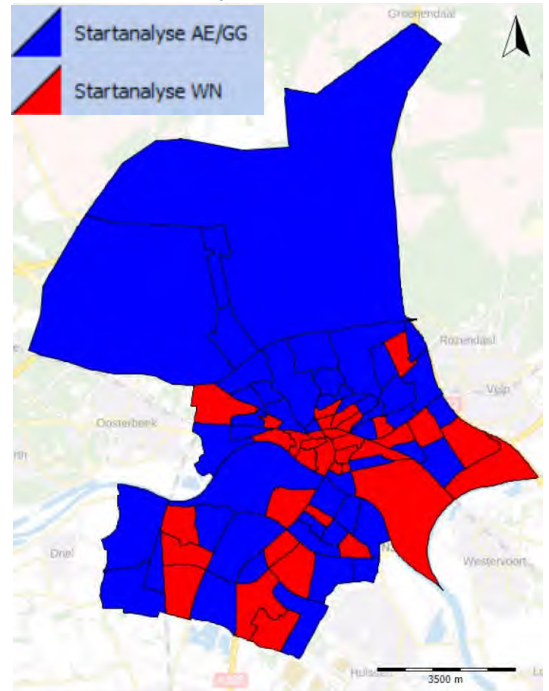 Groenendaal
Startanalyse AE/GG
Startanalyse WN
Rozendaal
Velp
Oosterbeek
Driel
Westervoort
3500 m